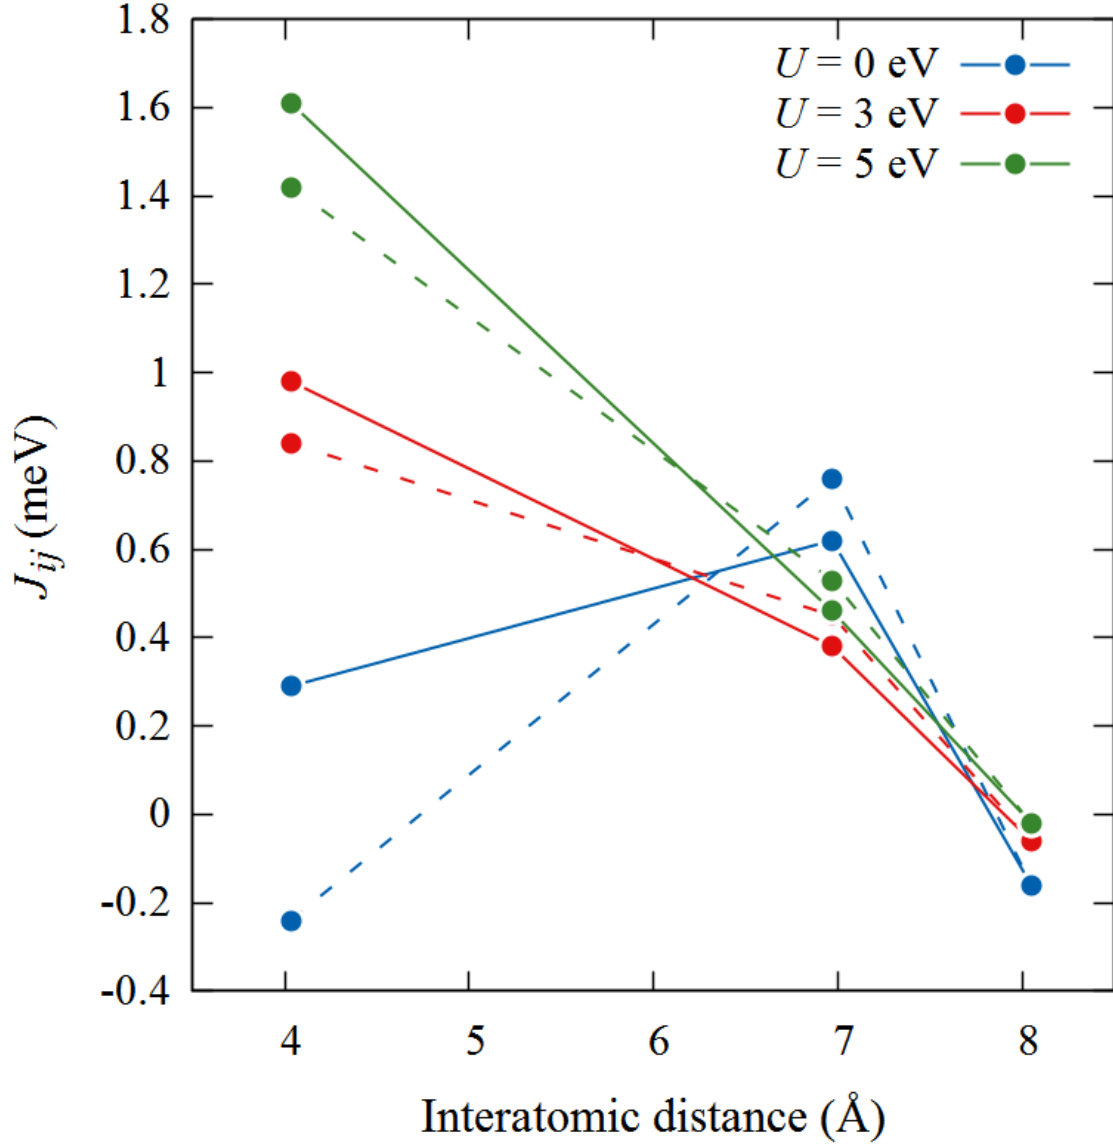 1.8
1.6
1.4
1.2
1
0.8
0.6
0.4
0.2
0
-0.2
-0.4
J_ij (meV)
U = 0 eV
U = 3 eV
U = 5 eV
4 5 6 7 8
Interatomic distance (Å)